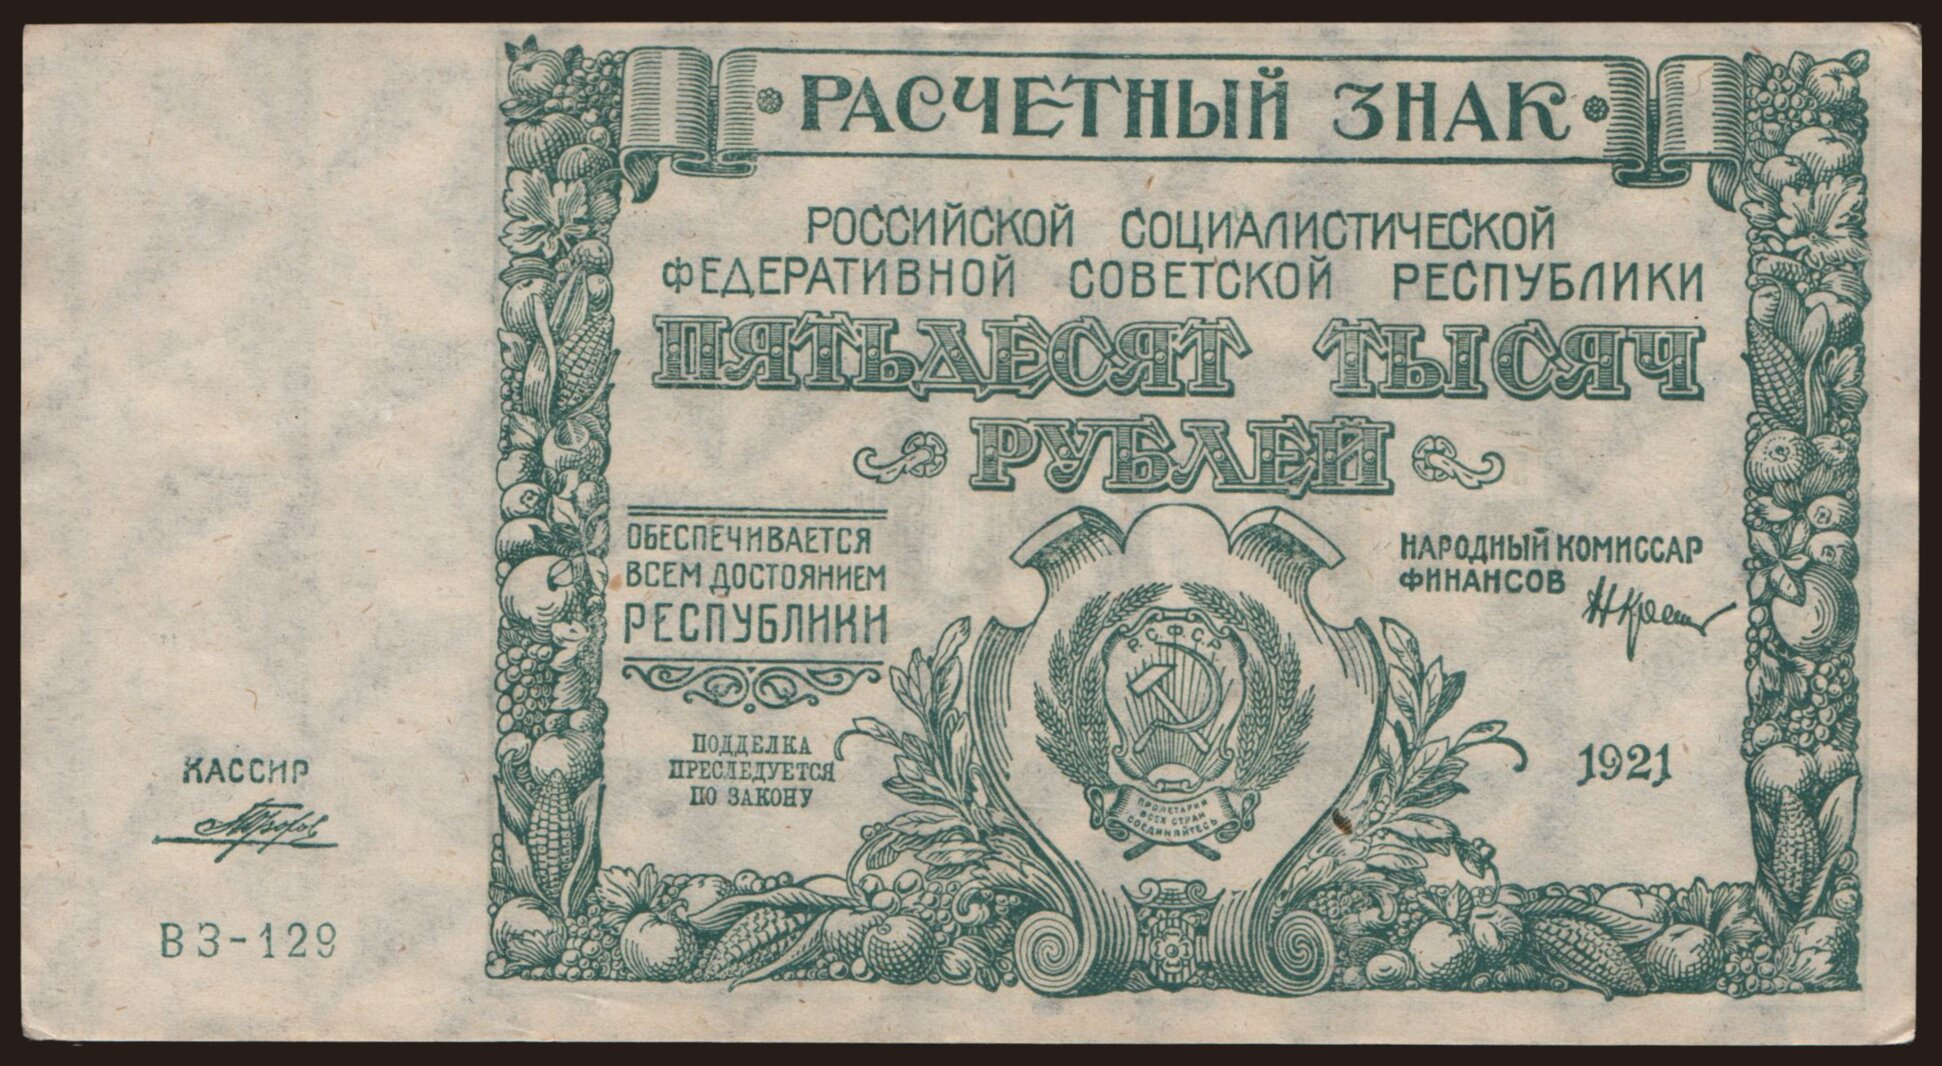 РАСЧЕТНЫЙ ЗНАК
РОССИЙСКОЙ СОЦИАЛИСТИЧЕСКОЙ
ФЕДЕРАТИВНОЙ СОВЕТСКОЙ РЕСПУБЛИКИ
ПЯТЬДЕСЯТ ТЫСЯЧ
РУБЛЕЙ
ОБЕСПЕЧИВАЕТСЯ
ВСЕМ ДОСТОЯНИЕМ
РЕСПУБЛИКИ
ПОДДЕЛКА
ПРЕСЛЕДУЕТСЯ
ПО ЗАКОНУ
Р.С.Ф.С.Р.
ПРОЛЕТАРИИ
ВСЕХ СТРАН
СОЕДИНЯЙТЕСЬ
НАРОДНЫЙ КОМИССАР
ФИНАНСОВ
1921
КАССИР
ВЗ-129